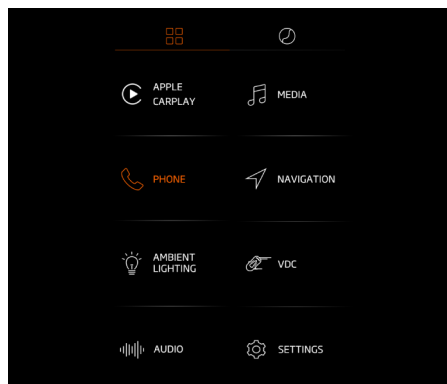 APPLE
CARPLAY
MEDIA
PHONE
NAVIGATION
AMBIENT
LIGHTING
VDC
AUDIO
SETTINGS